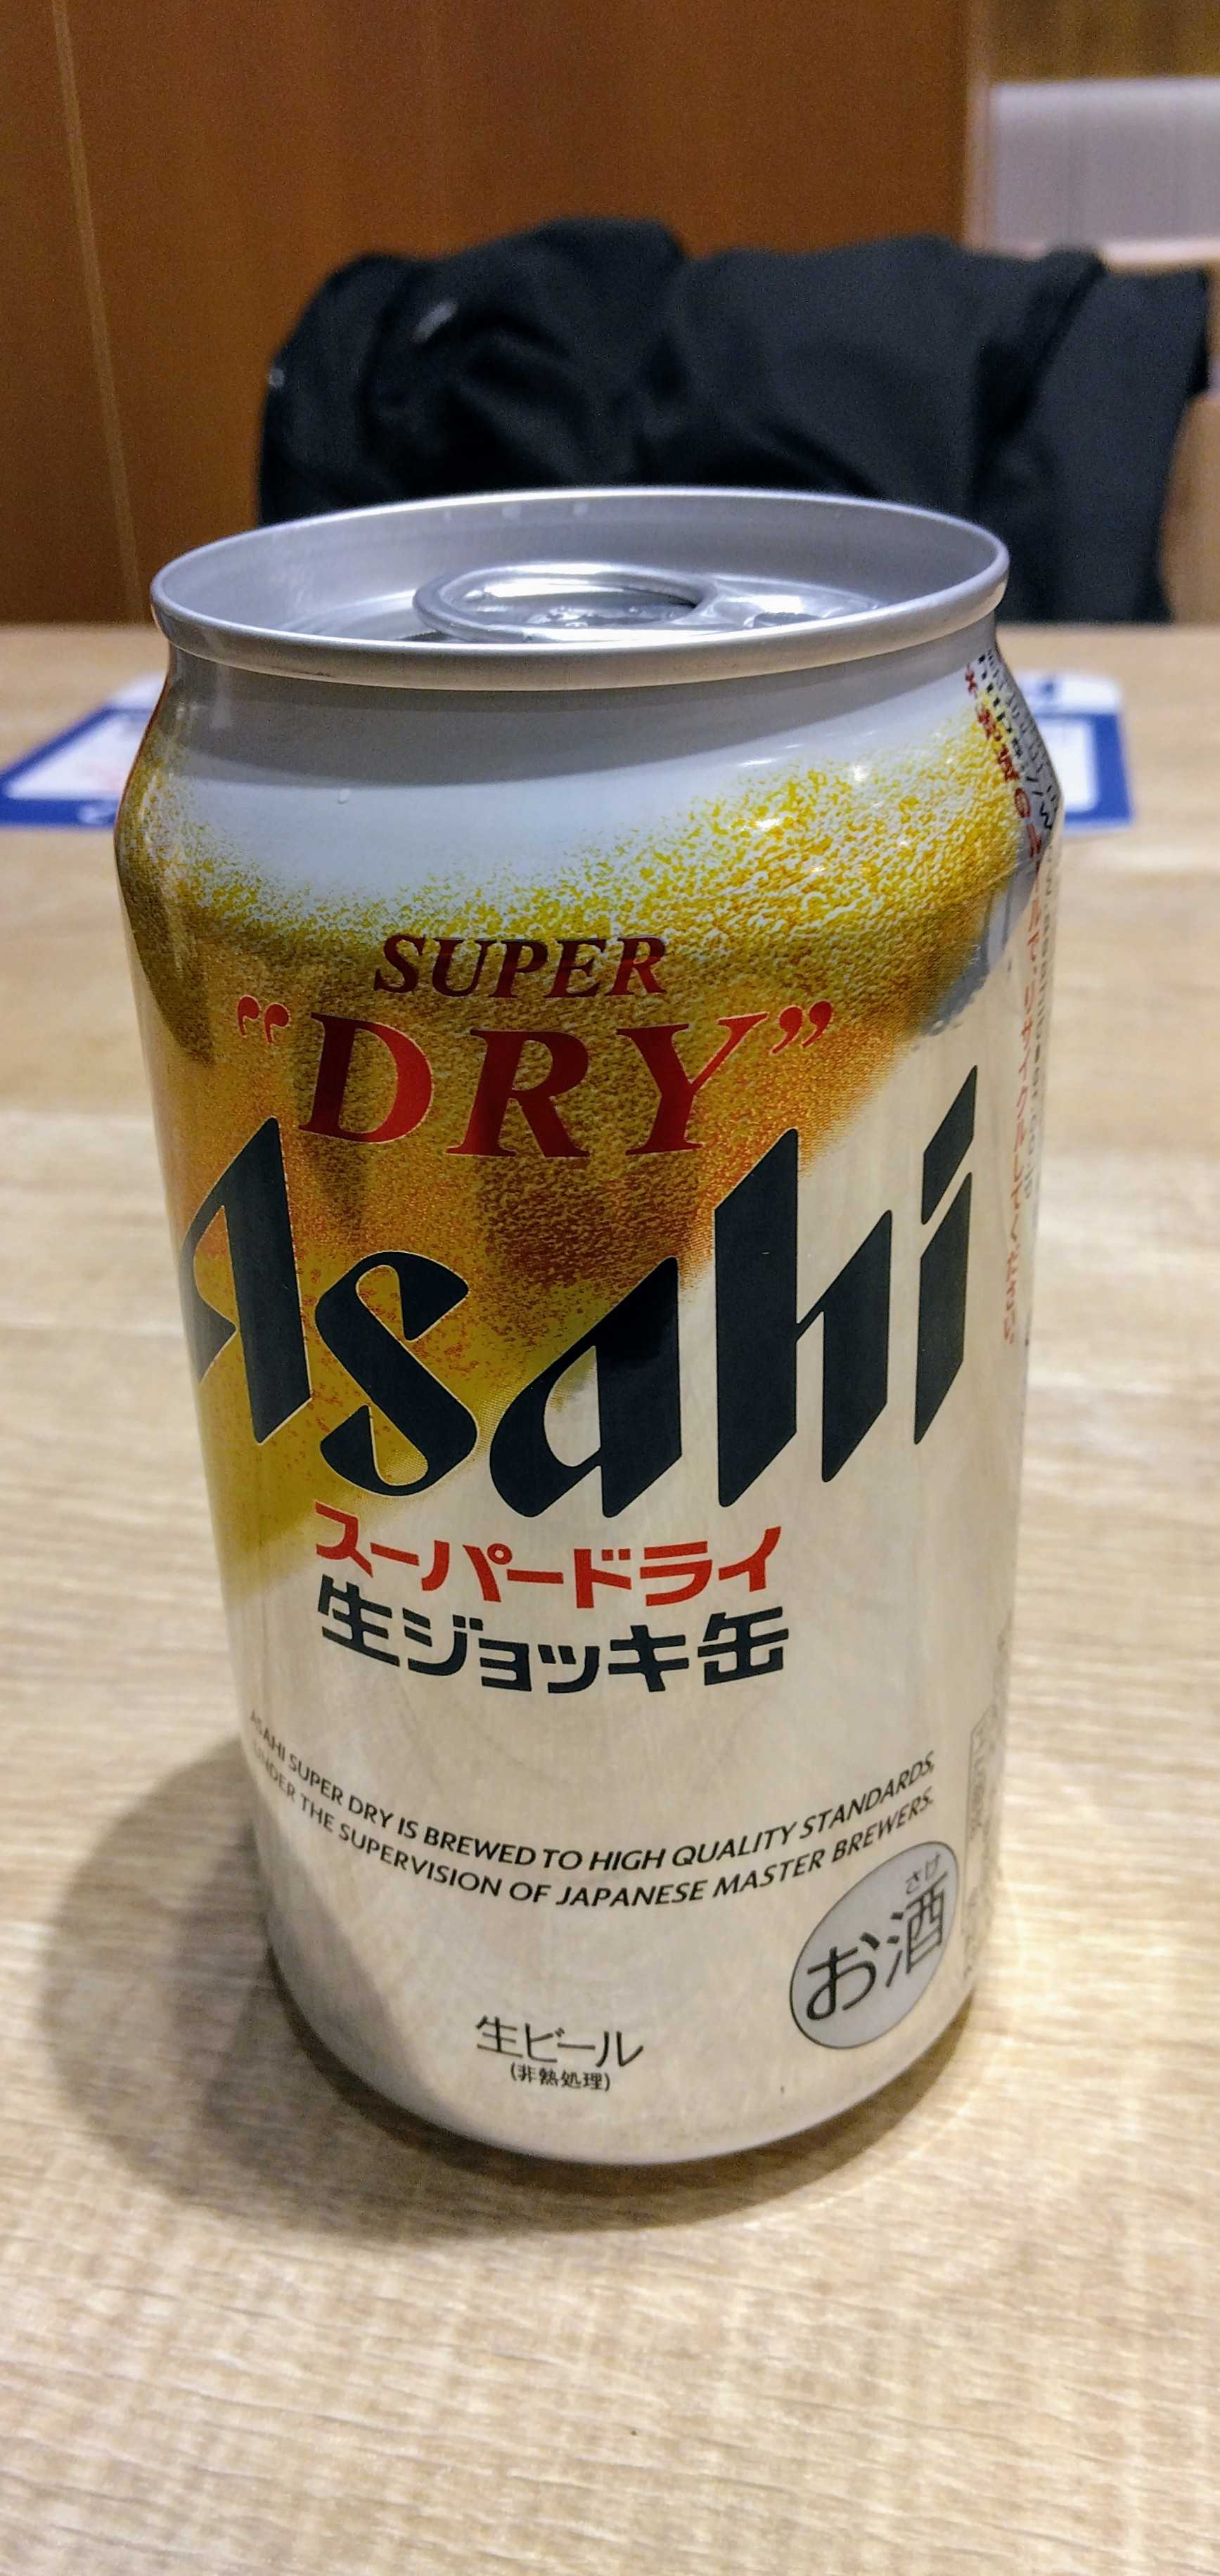 SUPER
"DRY"
Asahi
スーパードライ
生ジョッキ缶
ASAHI SUPER DRY IS BREWED TO HIGH QUALITY STANDARDS,
UNDER THE SUPERVISION OF JAPANESE MASTER BREWERS.
さけ
お酒
生ビール
(非熱処理)